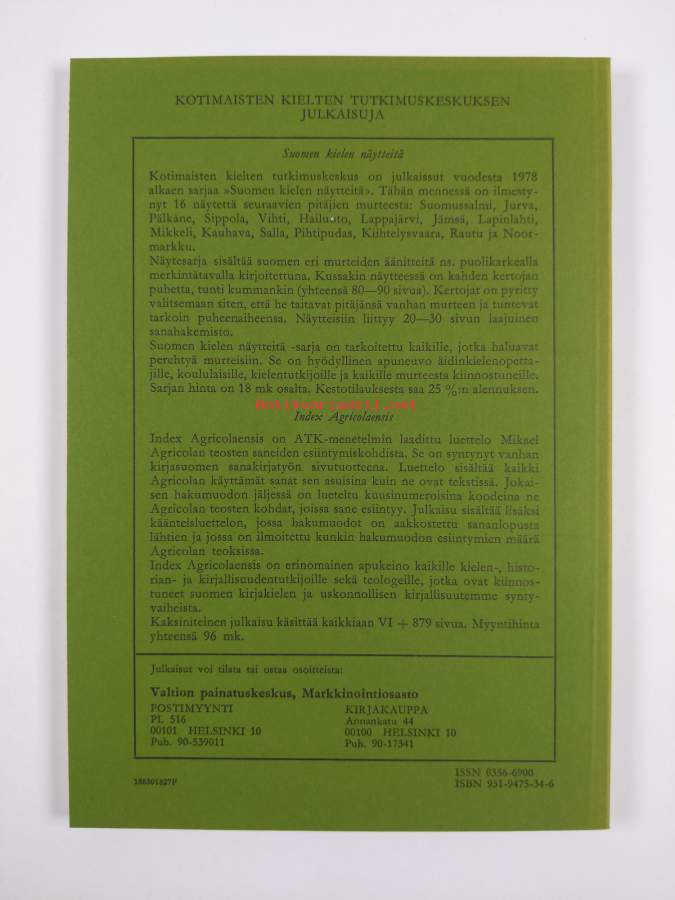 KOTIMAISTEN KIELTEN TUTKIMUSKESKUKSEN
JULKAISUJA
Suomen kielen näytteitä
Kotimaisten kielten tutkimuskeskus on julkaissut vuodesta 1978
alkaen sarjaa »Suomen kielen näytteitä». Tähän mennessä on ilmesty-
nyt 16 näytettä seuraavien pitäjien murteesta: Suomussalmi, Jurva,
Pälkäne, Sippola, Vihti, Hailuoto, Lappajärvi, Jämsä, Lapinlahti,
Mikkeli, Kauhava, Salla, Pihtipudas, Kiihtelysvaara, Rautu ja Noor-
markku.
Näytesarja sisältää suomen eri murteiden äänitteitä ns. puolikarkealla
merkintätavalla kirjoitettuna. Kussakin näytteessä on kahden kertojan
puhetta, tunti kummankin (yhteensä 80—90 sivua). Kertojat on pyritty
valitsemaan siten, että he taitavat pitäjänsä vanhan murteen ja tuntevat
tarkoin puheenaiheensa. Näytteisiin liittyy 20—30 sivun laajuinen
sanahakemisto.
Suomen kielen näytteitä -sarja on tarkoitettu kaikille, jotka haluavat
perehtyä murteisiin. Se on hyödyllinen apuneuvo äidinkielenopetta-
jille, koululaisille, kielentutkijoille ja kaikille murteesta kiinnostuneille.
Sarjan hinta on 18 mk osalta. Kestotilauksesta saa 25 %:n alennuksen.
Antikvariaatti.net
Index Agricolaensis
Index Agricolaensis on ATK-menetelmin laadittu luettelo Mikael
Agricolan teosten saneiden esiintymiskohdista. Se on syntynyt vanhan
kirjasuomen sanakirjatyön sivutuotteena. Luettelo sisältää kaikki
Agricolan käyttämät sanat sen asuisina kuin ne ovat tekstissä. Jokai-
sen hakumuodon jäljessä on lueteltu kuusinumeroisina koodeina ne
Agricolan teosten kohdat, joissa sane esiintyy. Julkaisu sisältää lisäksi
käänteisluettelon, jossa hakumuodot on aakkostettu sananlopusta
lähtien ja jossa on ilmoitettu kunkin hakumuodon esiintymien määrä
Agricolan teoksissa.
Index Agricolaensis on erinomainen apukeino kaikille kielen-, histo-
rian- ja kirjallisuudentutkijoille sekä teologeille, jotka ovat kiinnos-
tuneet suomen kirjakielen ja uskonnollisen kirjallisuutemme synty-
vaiheista.
Kaksiniteinen julkaisu käsittää kaikkiaan VI + 879 sivua. Myyntihinta
yhteensä 96 mk.
Julkaisut voi tilata tai ostaa osoitteista:
Valtion painatuskeskus, Markkinointiosasto
POSTIMYYNTI
PL 516
00101 HELSINKI 10
Puh. 90-539011
KIRJAKAUPPA
Annankatu 44
00100 HELSINKI 10
Puh. 90-17341
188201827F
ISSN 0356-6900
ISBN 951-9475-34-6